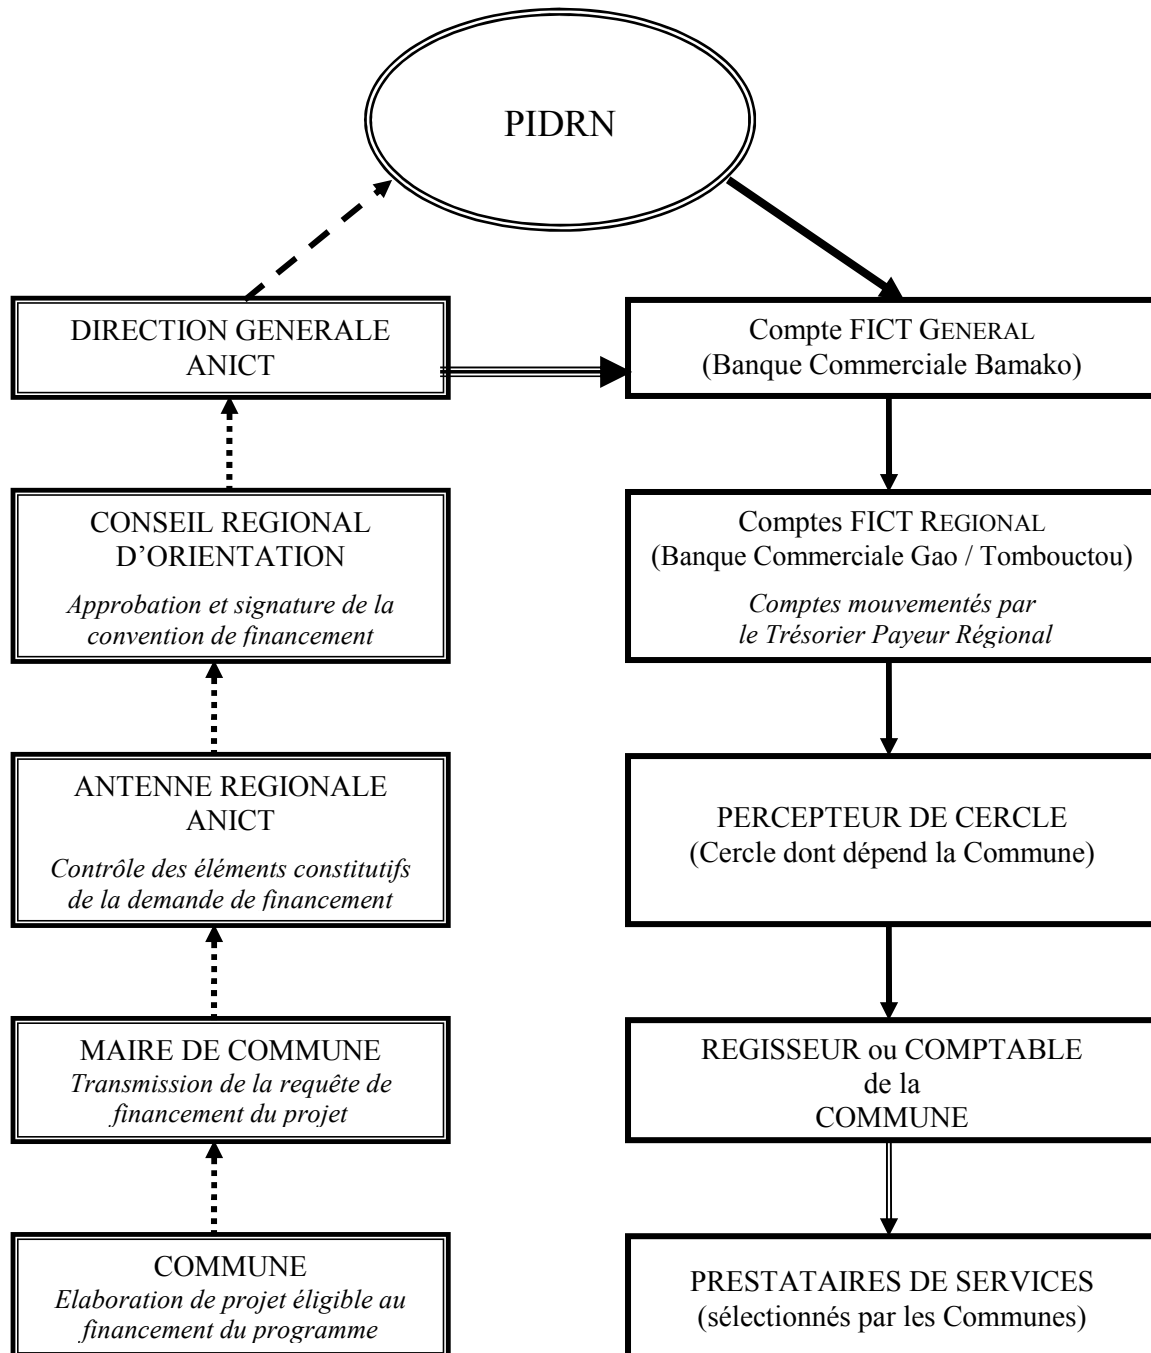 PIDRN
DIRECTION GENERALE
ANICT
Compte FICT GENERAL
(Banque Commerciale Bamako)
CONSEIL REGIONAL
D’ORIENTATION
Approbation et signature de la
convention de financement
Comptes FICT REGIONAL
(Banque Commerciale Gao / Tombouctou)
Comptes mouvementés par
le Trésorier Payeur Régional
ANTENNE REGIONALE
ANICT
Contrôle des éléments constitutifs
de la demande de financement
PERCEPTEUR DE CERCLE
(Cercle dont dépend la Commune)
MAIRE DE COMMUNE
Transmission de la requête de
financement du projet
REGISSEUR ou COMPTABLE
de la
COMMUNE
COMMUNE
Elaboration de projet éligible au
financement du programme
PRESTATAIRES DE SERVICES
(sélectionnés par les Communes)